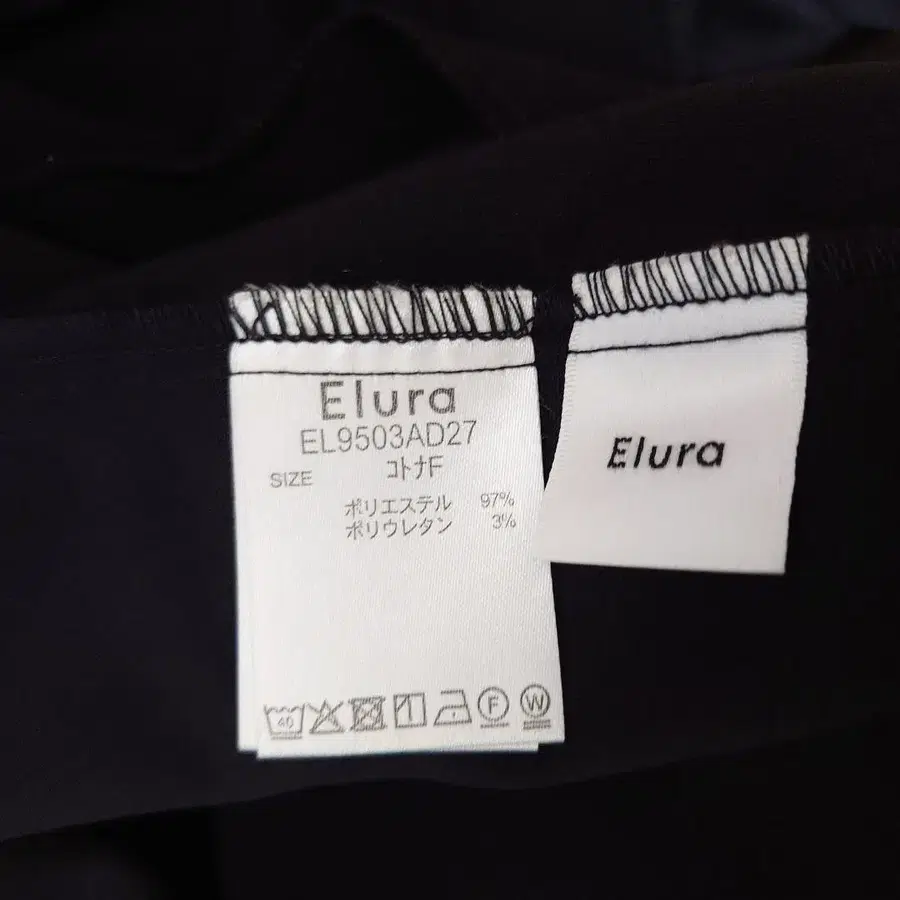 Elura
EL9503AD27
SIZE コトナF
ポリエステル 97%
ポリウレタン 3%
40 F W
Elura